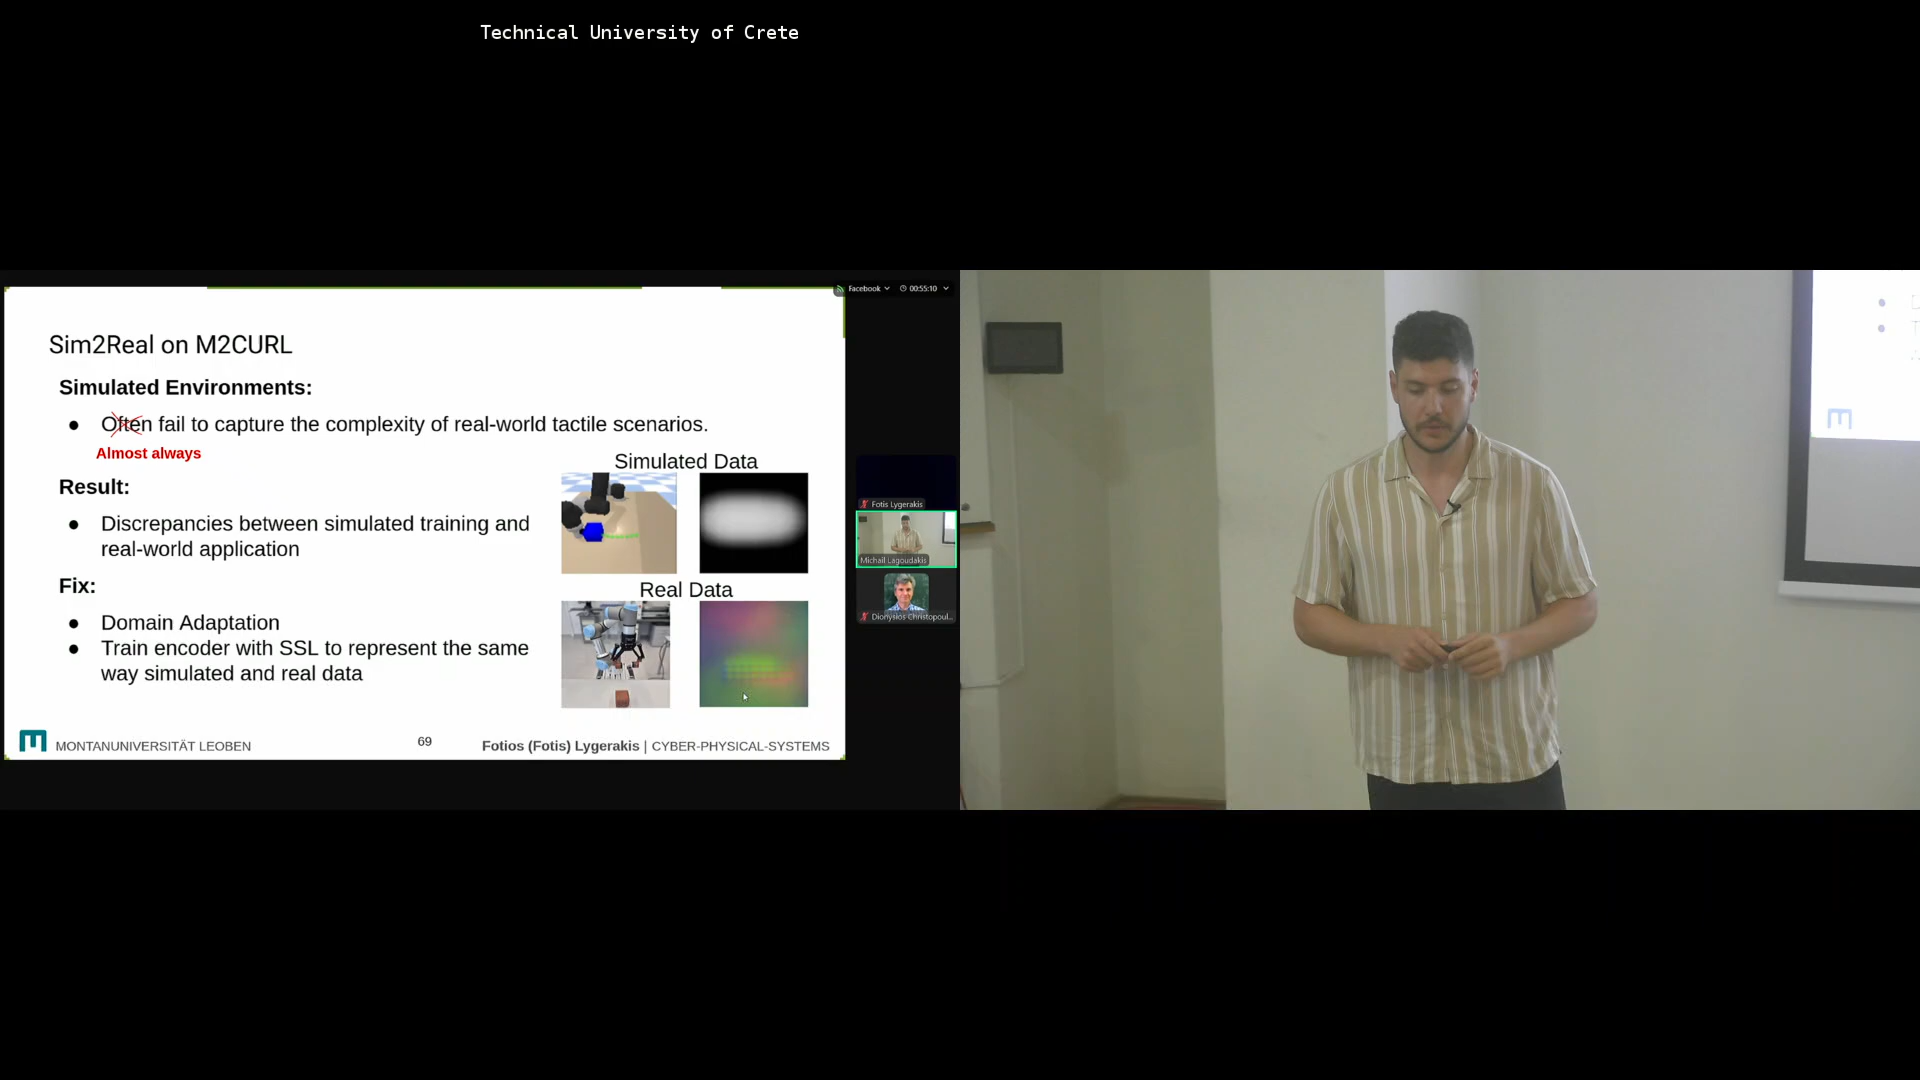 Technical University of Crete
Facebook
00:55:10
Sim2Real on M2CURL
Simulated Environments:
● Often fail to capture the complexity of real-world tactile scenarios.
Almost always
Simulated Data
Result:
● Discrepancies between simulated training and
real-world application
Real Data
Fix:
● Domain Adaptation
● Train encoder with SSL to represent the same
way simulated and real data
MONTANUNIVERSITÄT LEOBEN
69
Fotios (Fotis) Lygerakis | CYBER-PHYSICAL-SYSTEMS
Fotis Lygerakis
Michail Lagoudakis
Dionysios Christopoul...